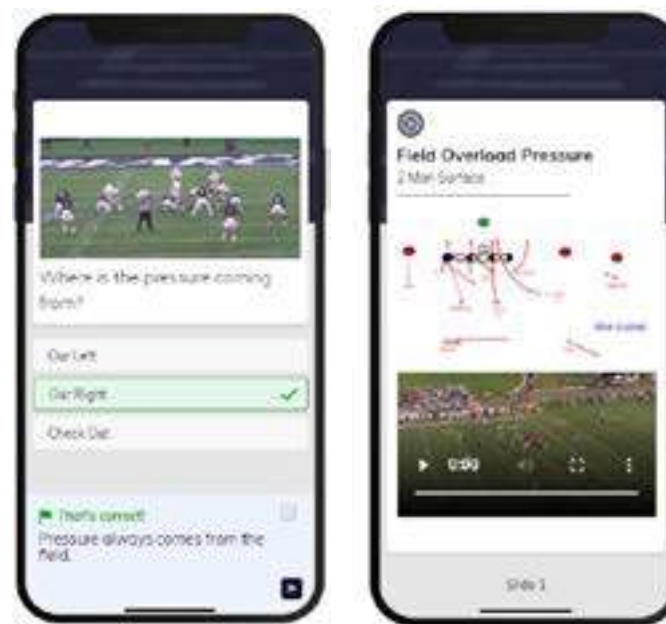 Where is the pressure coming
from?
Our Left
Our Right
Check Out
That's correct!
Pressure always comes from the
field.
Field Overload Pressure
2 Man Surface
0:00
Slide 1